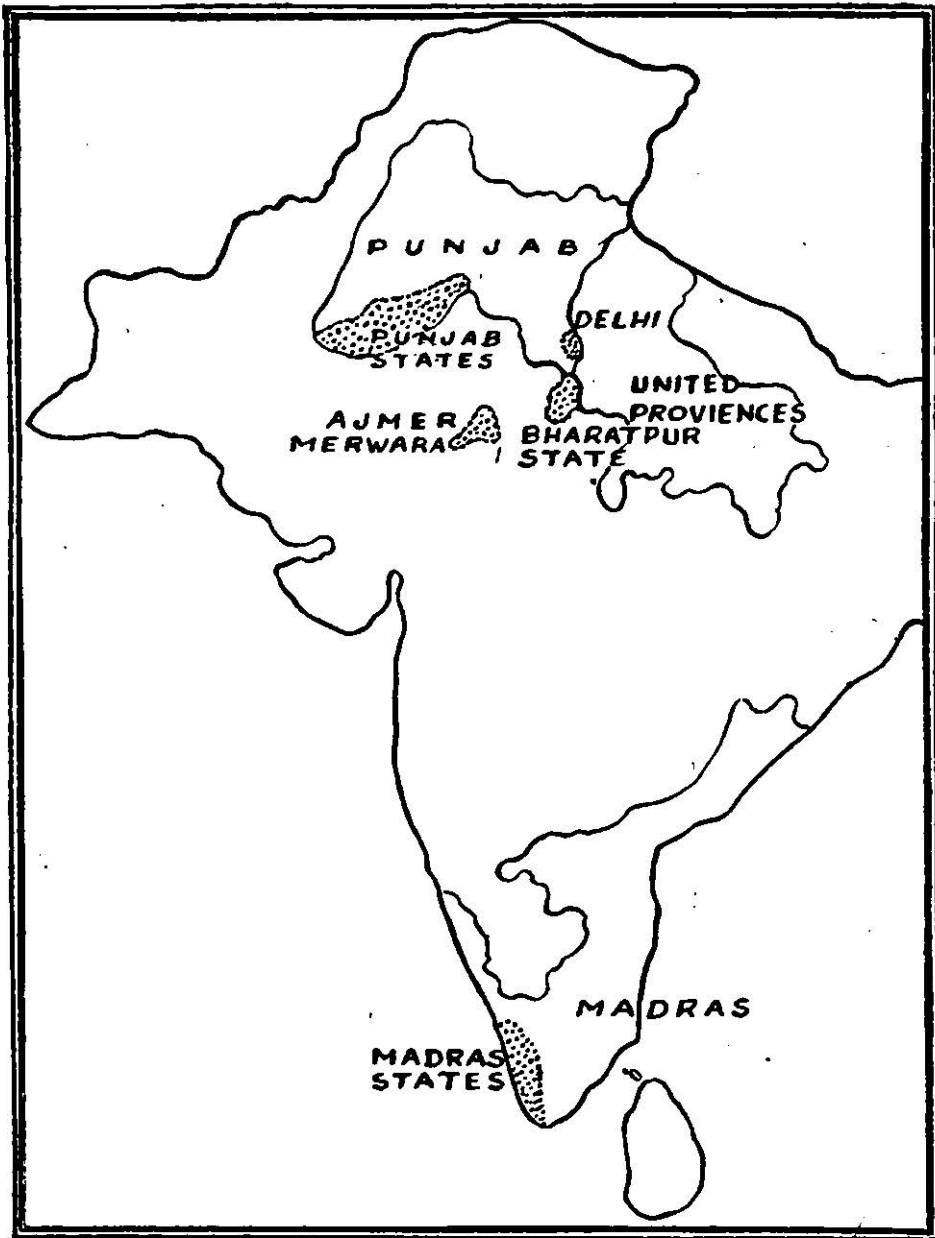 PUNJAB
DELHI
PUNJAB
STATES
UNITED
PROVIENCES
AJMER
MERWARA
BHARATPUR
STATE
MADRAS
MADRAS
STATES